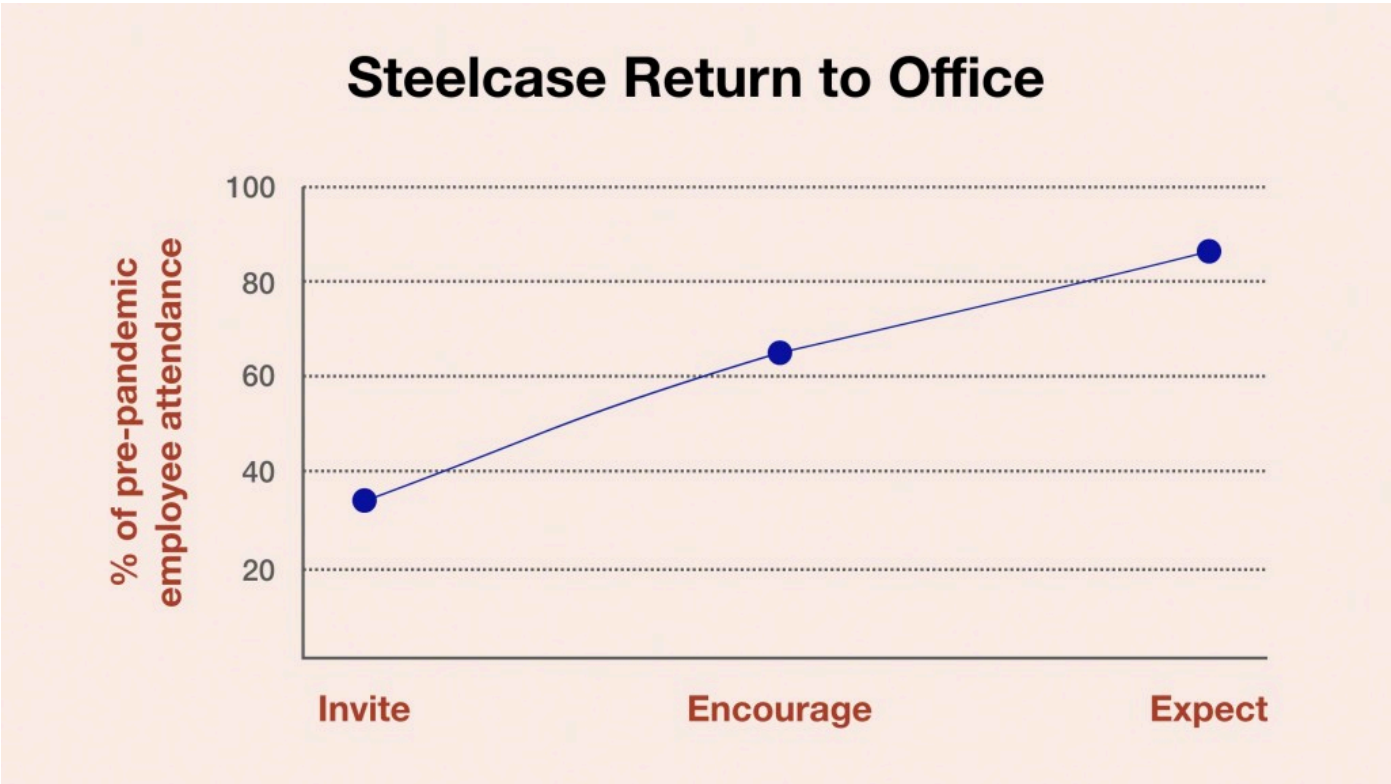 Steelcase Return to Office
% of pre-pandemic
employee attendance
100
80
60
40
20
Invite
Encourage
Expect